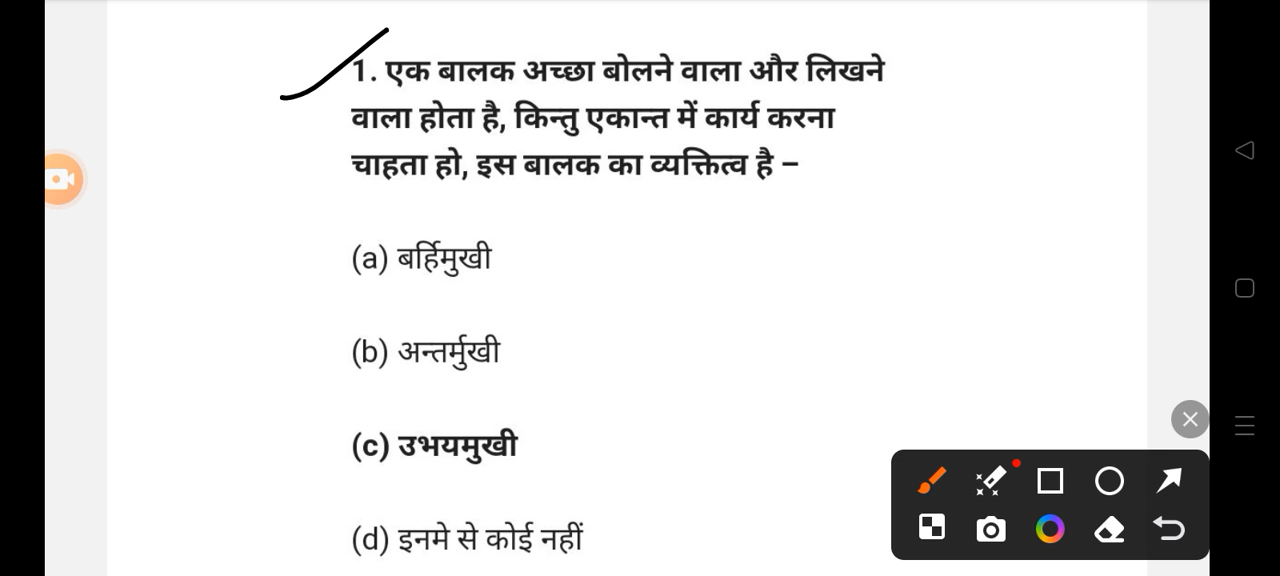 1. एक बालक अच्छा बोलने वाला और लिखने
वाला होता है, किन्तु एकान्त में कार्य करना
चाहता हो, इस बालक का व्यक्तित्व है –
(a) बर्हिमुखी
(b) अन्तर्मुखी
(c) उभयमुखी
(d) इनमे से कोई नहीं